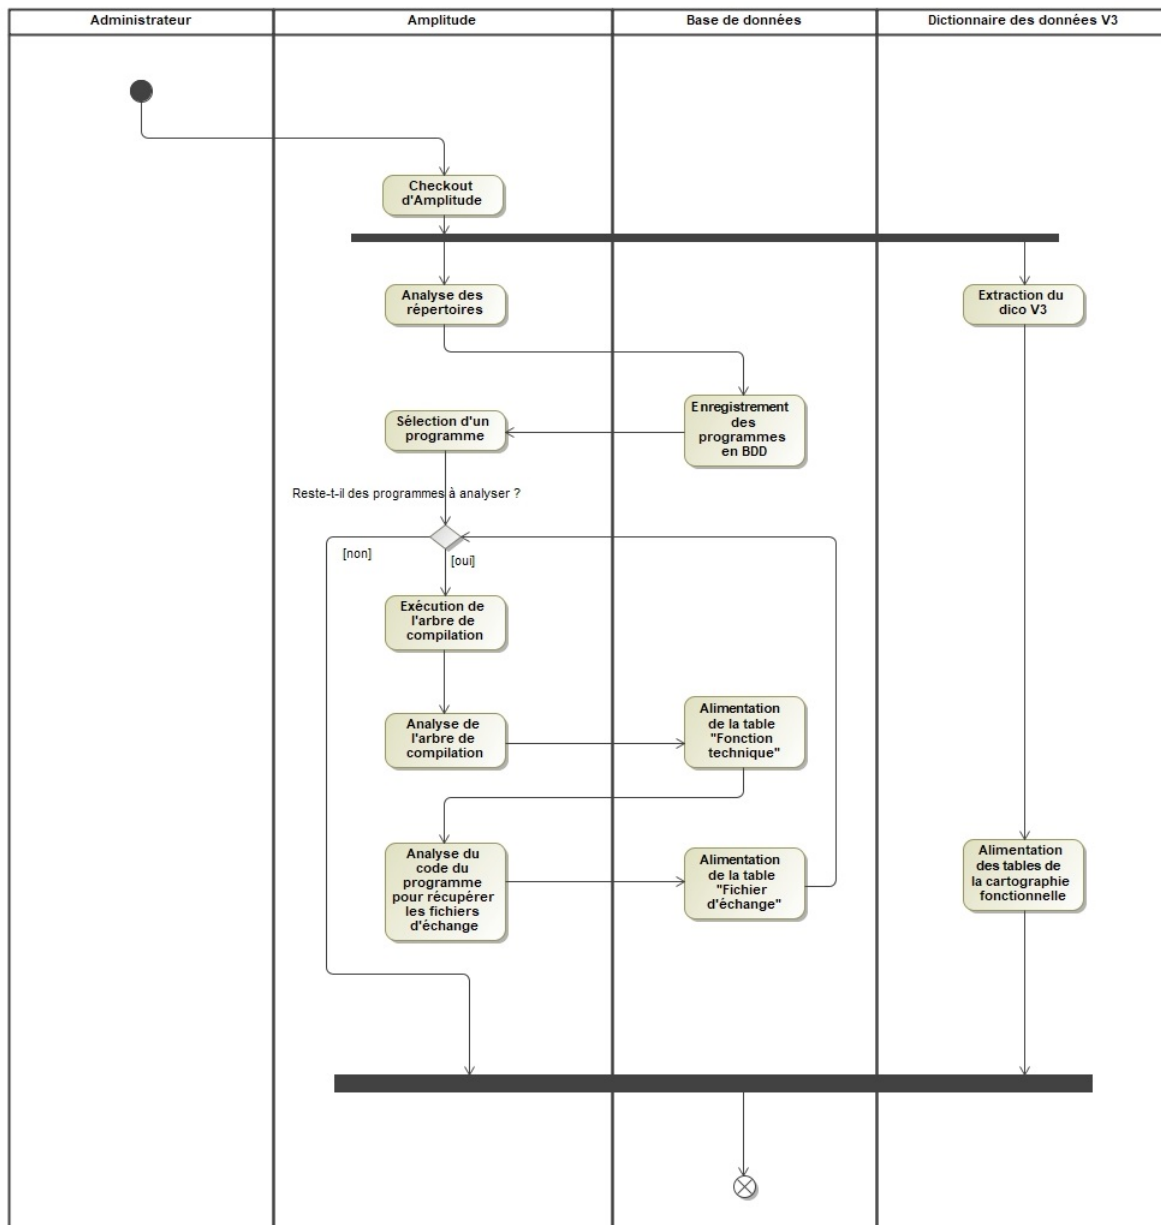 Administrateur
Amplitude
Base de données
Dictionnaire des données V3
Checkout
d'Amplitude
Analyse des
répertoires
Extraction du
dico V3
Enregistrement
des
programmes
en BDD
Sélection d'un
programme
Reste-t-il des programmes à analyser ?
[non]
[oui]
Exécution de
l'arbre de
compilation
Analyse de
l'arbre de
compilation
Alimentation
de la table
"Fonction
technique"
Analyse du
code du
programme
pour récupérer
les fichiers
d'échange
Alimentation
de la table
"Fichier
d'échange"
Alimentation
des tables de
la cartographie
fonctionnelle